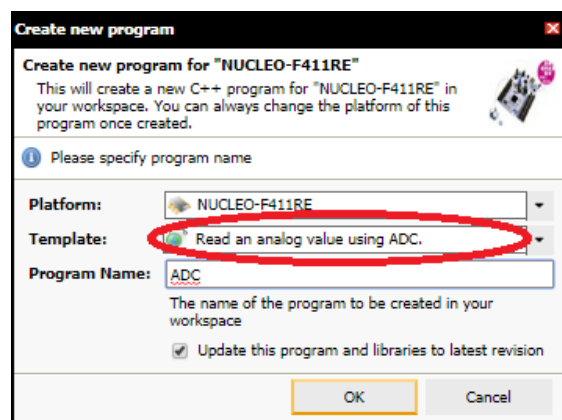 Create new program
Create new program for "NUCLEO-F411RE"
This will create a new C++ program for "NUCLEO-F411RE" in
your workspace. You can always change the platform of this
program once created.
Please specify program name
Platform: NUCLEO-F411RE
Template: Read an analog value using ADC.
Program Name: ADC
The name of the program to be created in your
workspace
Update this program and libraries to latest revision
OK Cancel